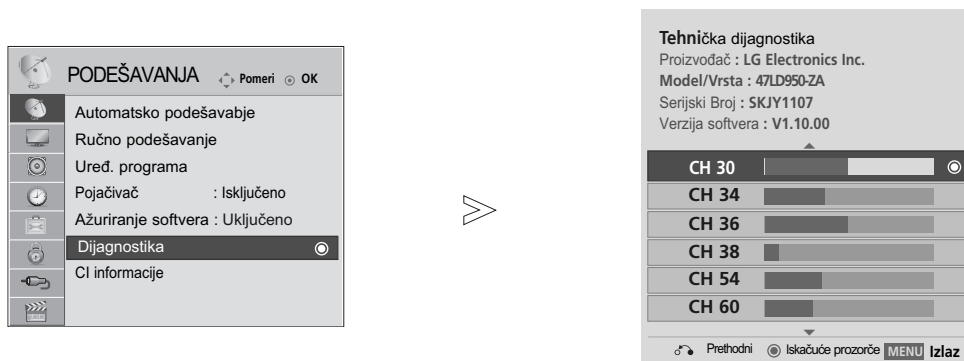 PODEŠAVANJA Pomeri OK
Automatsko podešavabje
Ručno podešavanje
Uređ. programa
Pojačivač : Isključeno
Ažuriranje softvera : Uključeno
Dijagnostika
CI informacije
Tehnička dijagnostika
Proizvođač : LG Electronics Inc.
Model/Vrsta : 47LD950-ZA
Serijski Broj : SKJY1107
Verzija softvera : V1.10.00
CH 30
CH 34
CH 36
CH 38
CH 54
CH 60
Prethodni Iskačuće prozorče MENU Izlaz